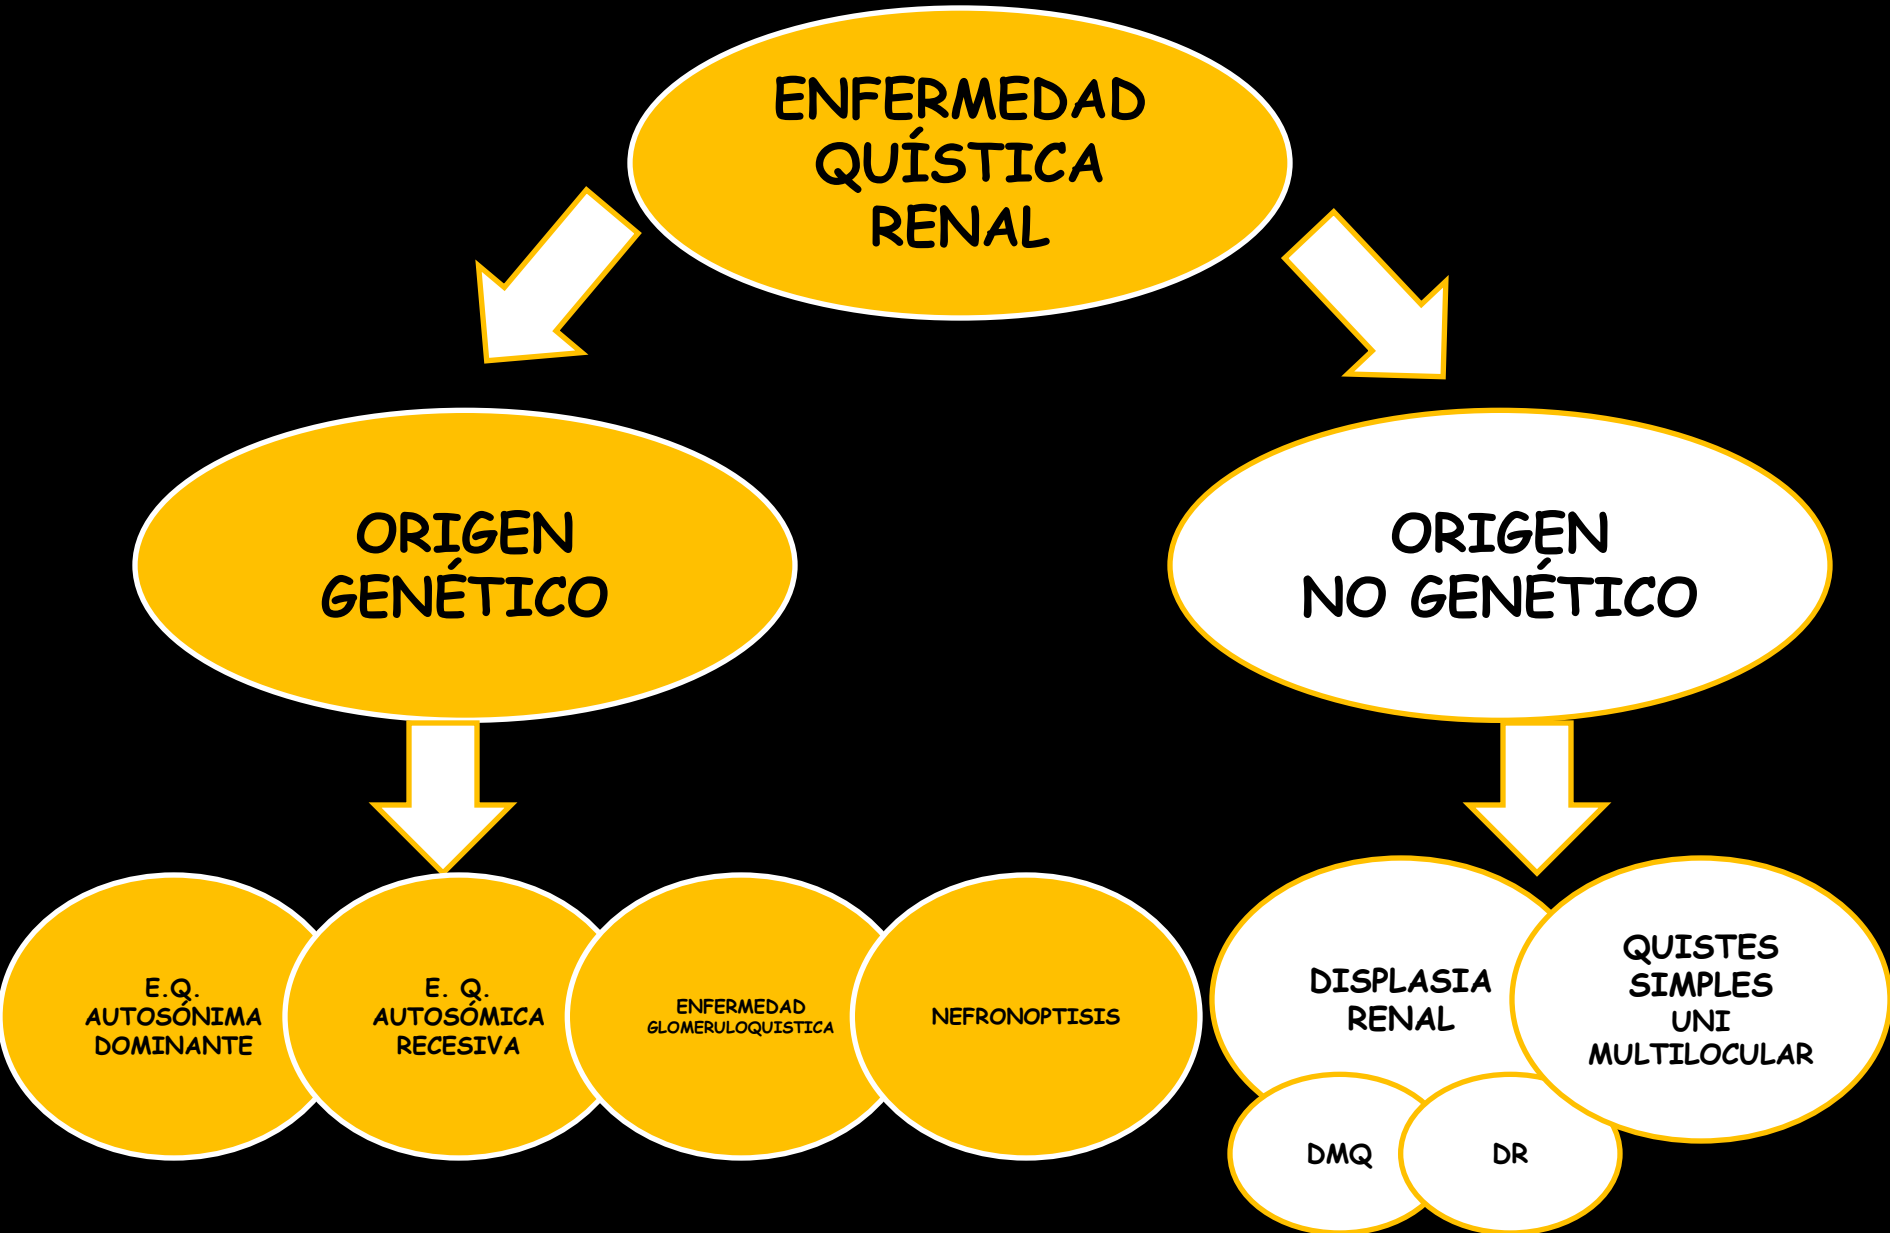 ENFERMEDAD
QUÍSTICA
RENAL
ORIGEN
GENÉTICO
ORIGEN
NO GENÉTICO
E.Q.
AUTOSÓNIMA
DOMINANTE
E. Q.
AUTOSÓMICA
RECESIVA
ENFERMEDAD
GLOMERULOQUISTICA
NEFRONOPTISIS
DISPLASIA
RENAL
QUISTES
SIMPLES
UNI
MULTILOCULAR
DMQ
DR